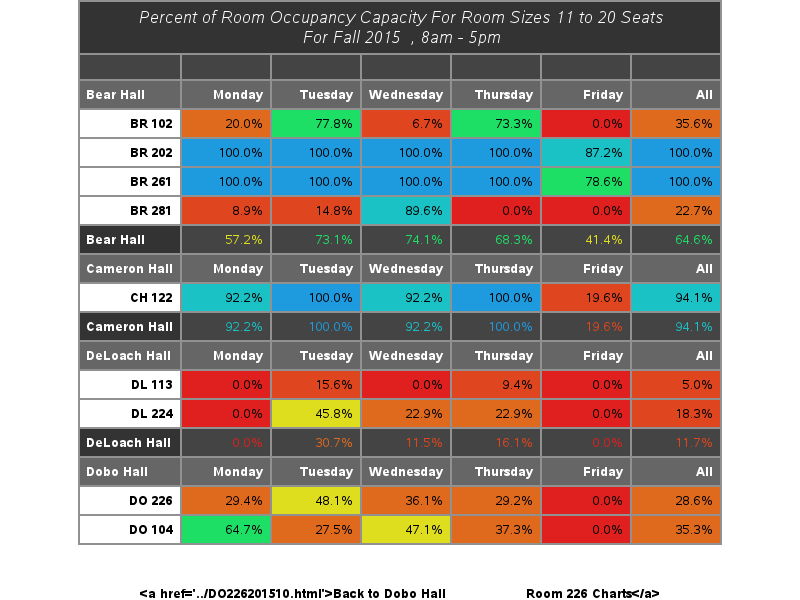 Percent of Room Occupancy Capacity For Room Sizes 11 to 20 Seats
For Fall 2015 , 8am - 5pm
Bear Hall Monday Tuesday Wednesday Thursday Friday All
BR 102 20.0% 77.8% 6.7% 73.3% 0.0% 35.6%
BR 202 100.0% 100.0% 100.0% 100.0% 87.2% 100.0%
BR 261 100.0% 100.0% 100.0% 100.0% 78.6% 100.0%
BR 281 8.9% 14.8% 89.6% 0.0% 0.0% 22.7%
Bear Hall 57.2% 73.1% 74.1% 68.3% 41.4% 64.6%
Cameron Hall Monday Tuesday Wednesday Thursday Friday All
CH 122 92.2% 100.0% 92.2% 100.0% 19.6% 94.1%
Cameron Hall 92.2% 100.0% 92.2% 100.0% 19.6% 94.1%
DeLoach Hall Monday Tuesday Wednesday Thursday Friday All
DL 113 0.0% 15.6% 0.0% 9.4% 0.0% 5.0%
DL 224 0.0% 45.8% 22.9% 22.9% 0.0% 18.3%
DeLoach Hall 0.0% 30.7% 11.5% 16.1% 0.0% 11.7%
Dobo Hall Monday Tuesday Wednesday Thursday Friday All
DO 226 29.4% 48.1% 36.1% 29.2% 0.0% 28.6%
DO 104 64.7% 27.5% 47.1% 37.3% 0.0% 35.3%
<a href='../DO226201510.html'>Back to Dobo Hall Room 226 Charts</a>